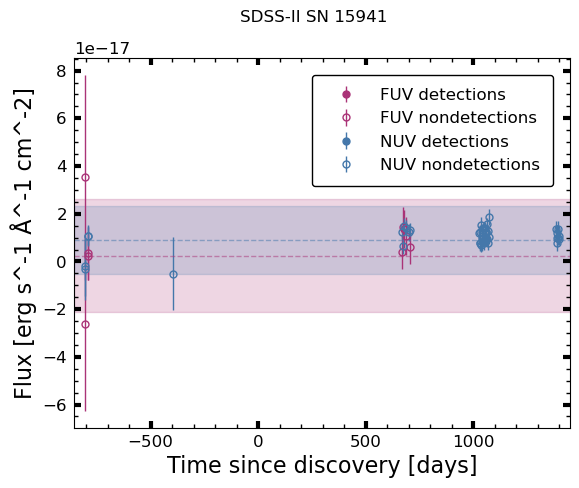 SDSS-II SN 15941
1e−17
8
6
4
2
0
−2
−4
−6
Flux [erg s^-1 Å^-1 cm^-2]
FUV detections
FUV nondetections
NUV detections
NUV nondetections
−500
0
500
1000
Time since discovery [days]